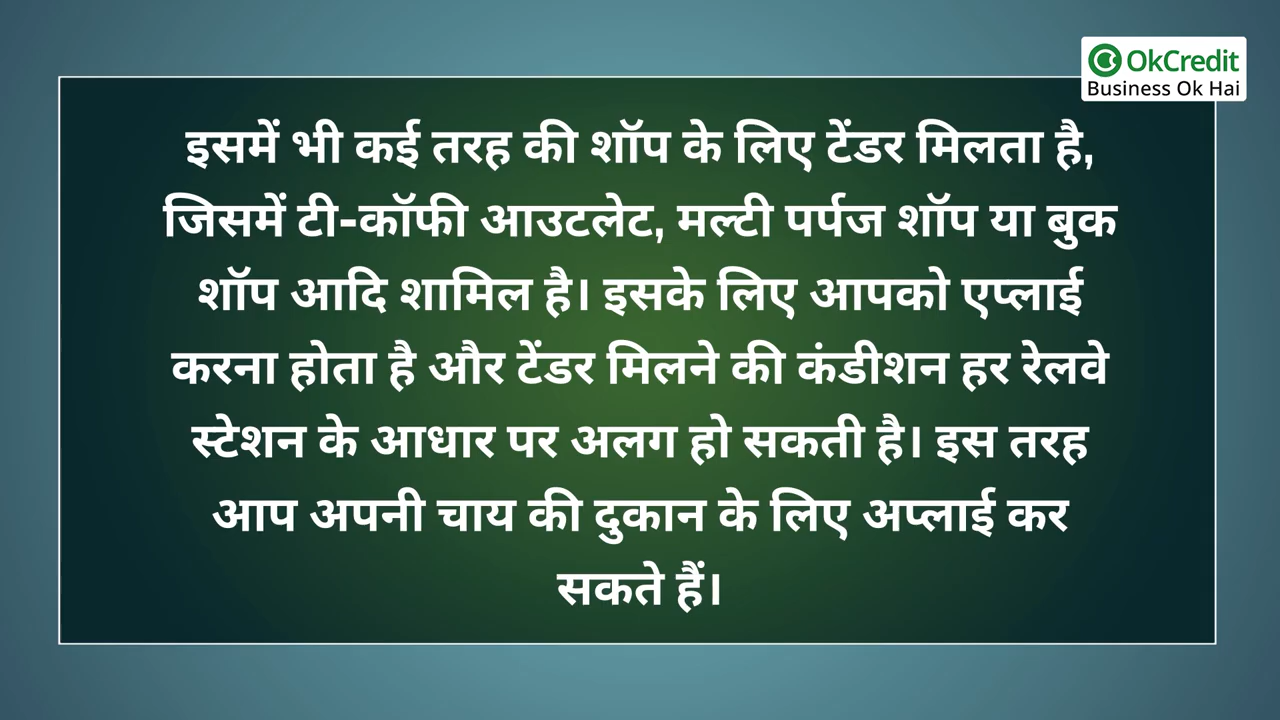 OkCredit
Business Ok Hai
इसमें भी कई तरह की शॉप के लिए टेंडर मिलता है,
जिसमें टी-कॉफी आउटलेट, मल्टी पर्पज शॉप या बुक
शॉप आदि शामिल है। इसके लिए आपको एप्लाई
करना होता है और टेंडर मिलने की कंडीशन हर रेलवे
स्टेशन के आधार पर अलग हो सकती है। इस तरह
आप अपनी चाय की दुकान के लिए अप्लाई कर
सकते हैं।